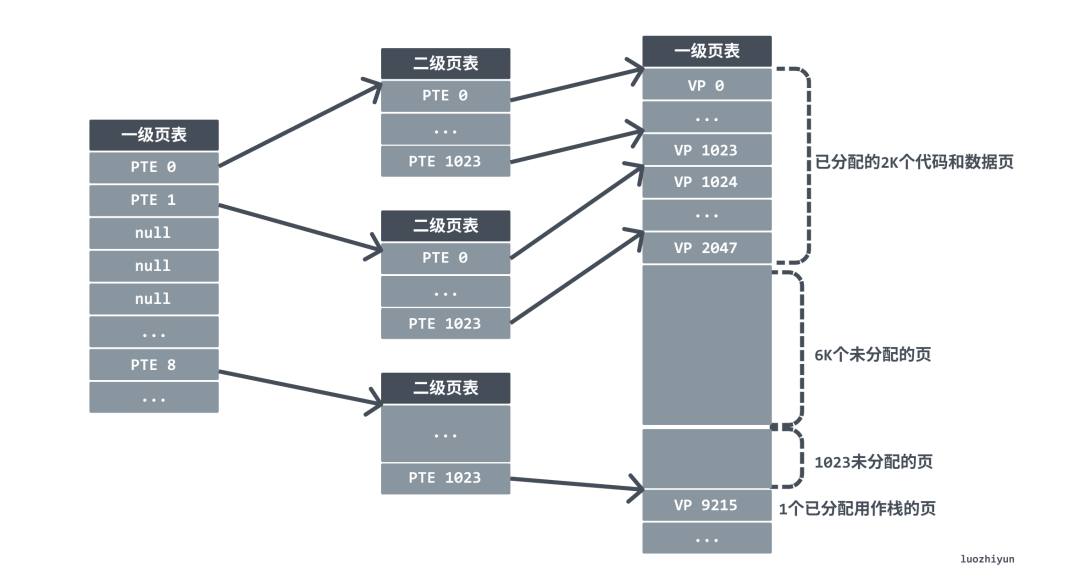 一级页表
PTE 0
PTE 1
null
null
null
...
PTE 8
...
二级页表
PTE 0
...
PTE 1023
二级页表
PTE 0
...
PTE 1023
二级页表
...
PTE 1023
一级页表
VP 0
...
VP 1023
VP 1024
...
VP 2047
VP 9215
...
已分配的2K个代码和数据页
6K个未分配的页
1023未分配的页
1个已分配用作栈的页
luozhiyun